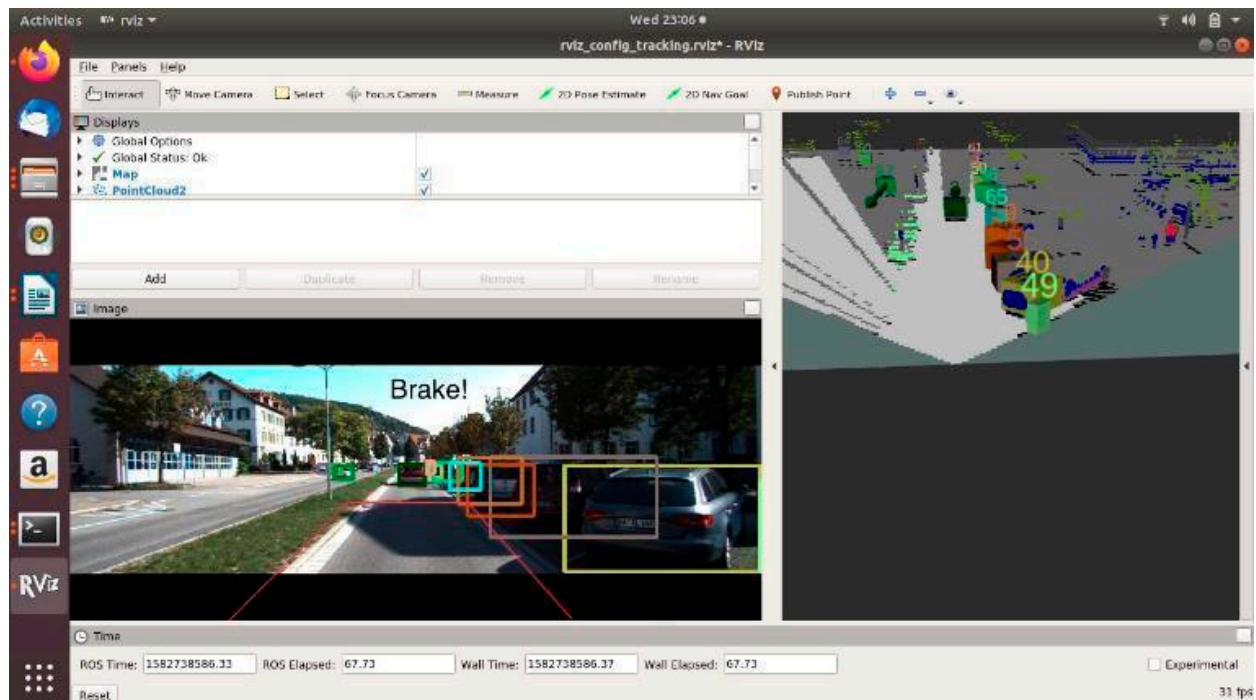 Activities RViz rviz Wed 23:06
rviz_config_tracking.rviz* - RViz
File Panels Help
Interact Move Camera Select Focus Camera Measure 2D Pose Estimate 2D Nav Goal Publish Point
Displays
Global Options
Global Status: Ok
Map
PointCloud2
Add Duplicate Remove Rename
Image
Brake!
61
65
40
49
a
RViz
Time
ROS Time: 1582738586.33 ROS Elapsed: 67.73 Wall Time: 1582738586.37 Wall Elapsed: 67.73 Experimental
Reset 31 fps